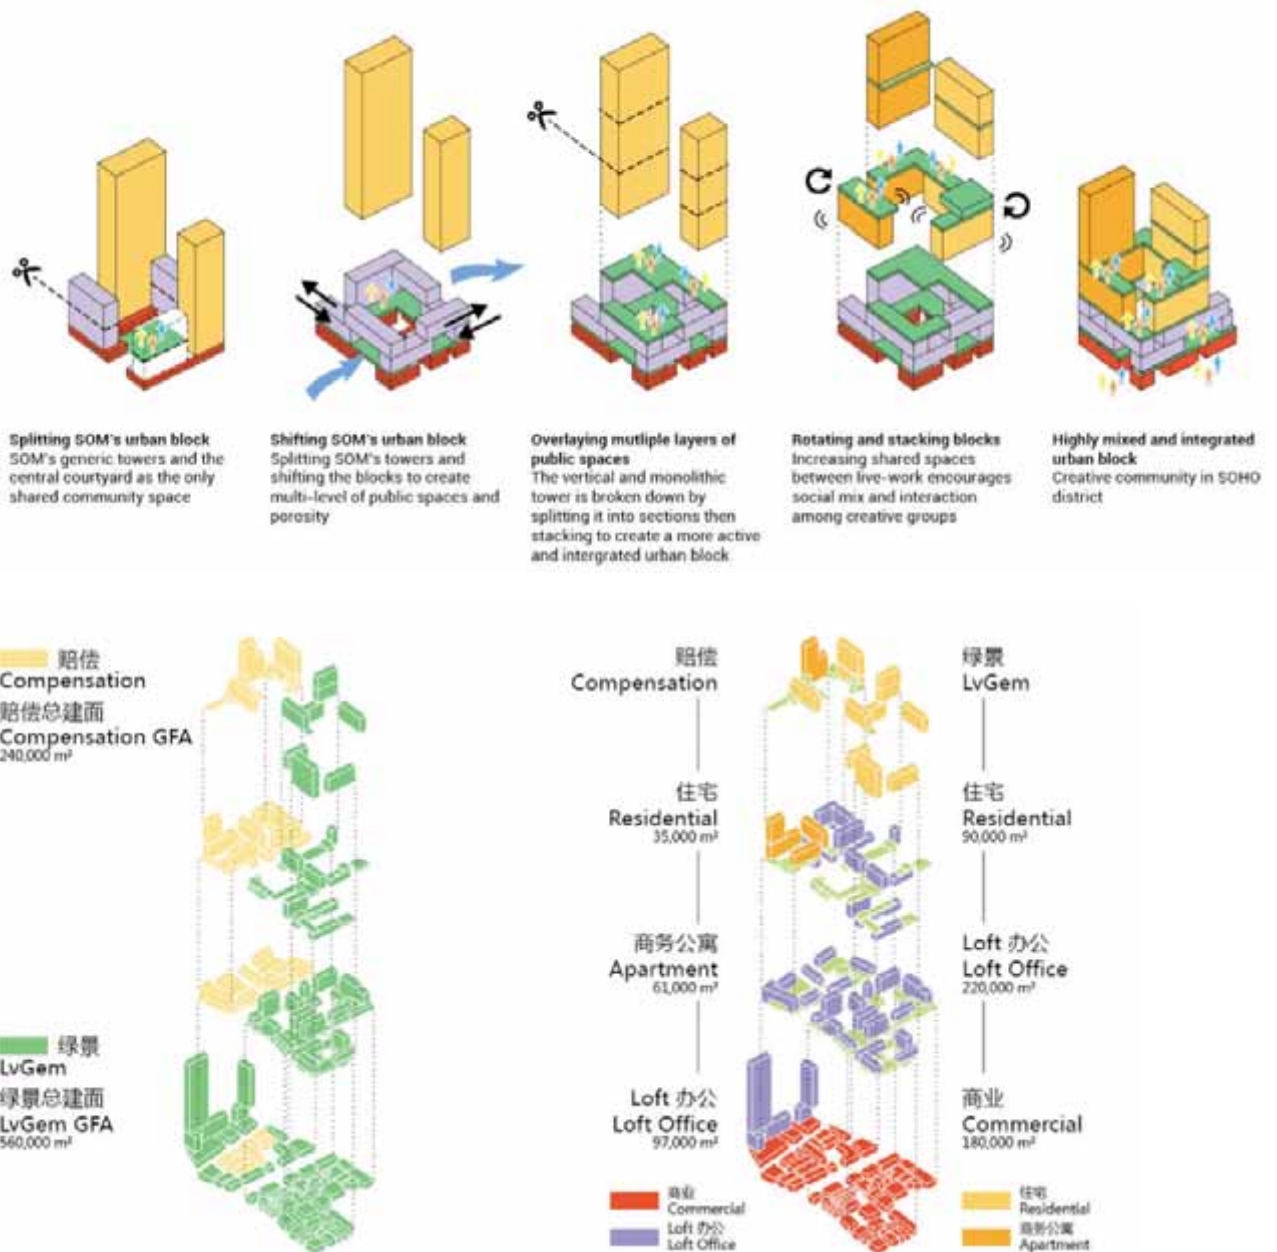 Splitting SOM's urban block
SOM's generic towers and the
central courtyard as the only
shared community space
Shifting SOM's urban block
Splitting SOM's towers and
shifting the blocks to create
multi-level of public spaces and
porosity
Overlaying mutliple layers of
public spaces
The vertical and monolithic
tower is broken down by
splitting it into sections then
stacking to create a more active
and intergrated urban block
Rotating and stacking blocks
Increasing shared spaces
between live-work encourages
social mix and interaction
among creative groups
Highly mixed and integrated
urban block
Creative community in SOHO
district
赔偿
Compensation
赔偿总建面
Compensation GFA
240,000 m²
绿景
LvGem
绿景总建面
LvGem GFA
560,000 m²
赔偿
Compensation
住宅
Residential
35,000 m²
商务公寓
Apartment
61,000 m²
Loft 办公
Loft Office
97,000 m²
绿景
LvGem
住宅
Residential
90,000 m²
Loft 办公
Loft Office
220,000 m²
商业
Commercial
180,000 m²
商业
Commercial
Loft 办公
Loft Office
住宅
Residential
商务公寓
Apartment